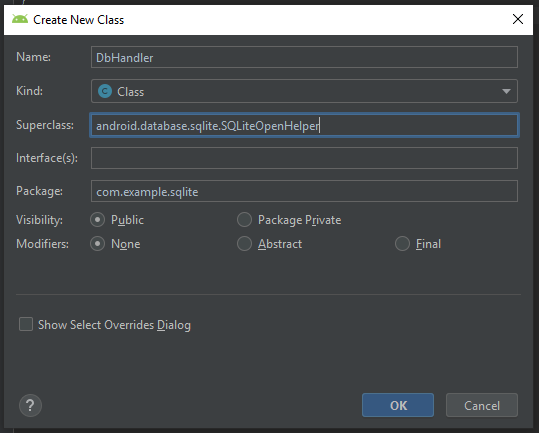 Create New Class
Name: DbHandler
Kind: C Class
Superclass: android.database.sqlite.SQLiteOpenHelper
Interface(s):
Package: com.example.sqlite
Visibility: Public Package Private
Modifiers: None Abstract Final
Show Select Overrides Dialog
? OK Cancel